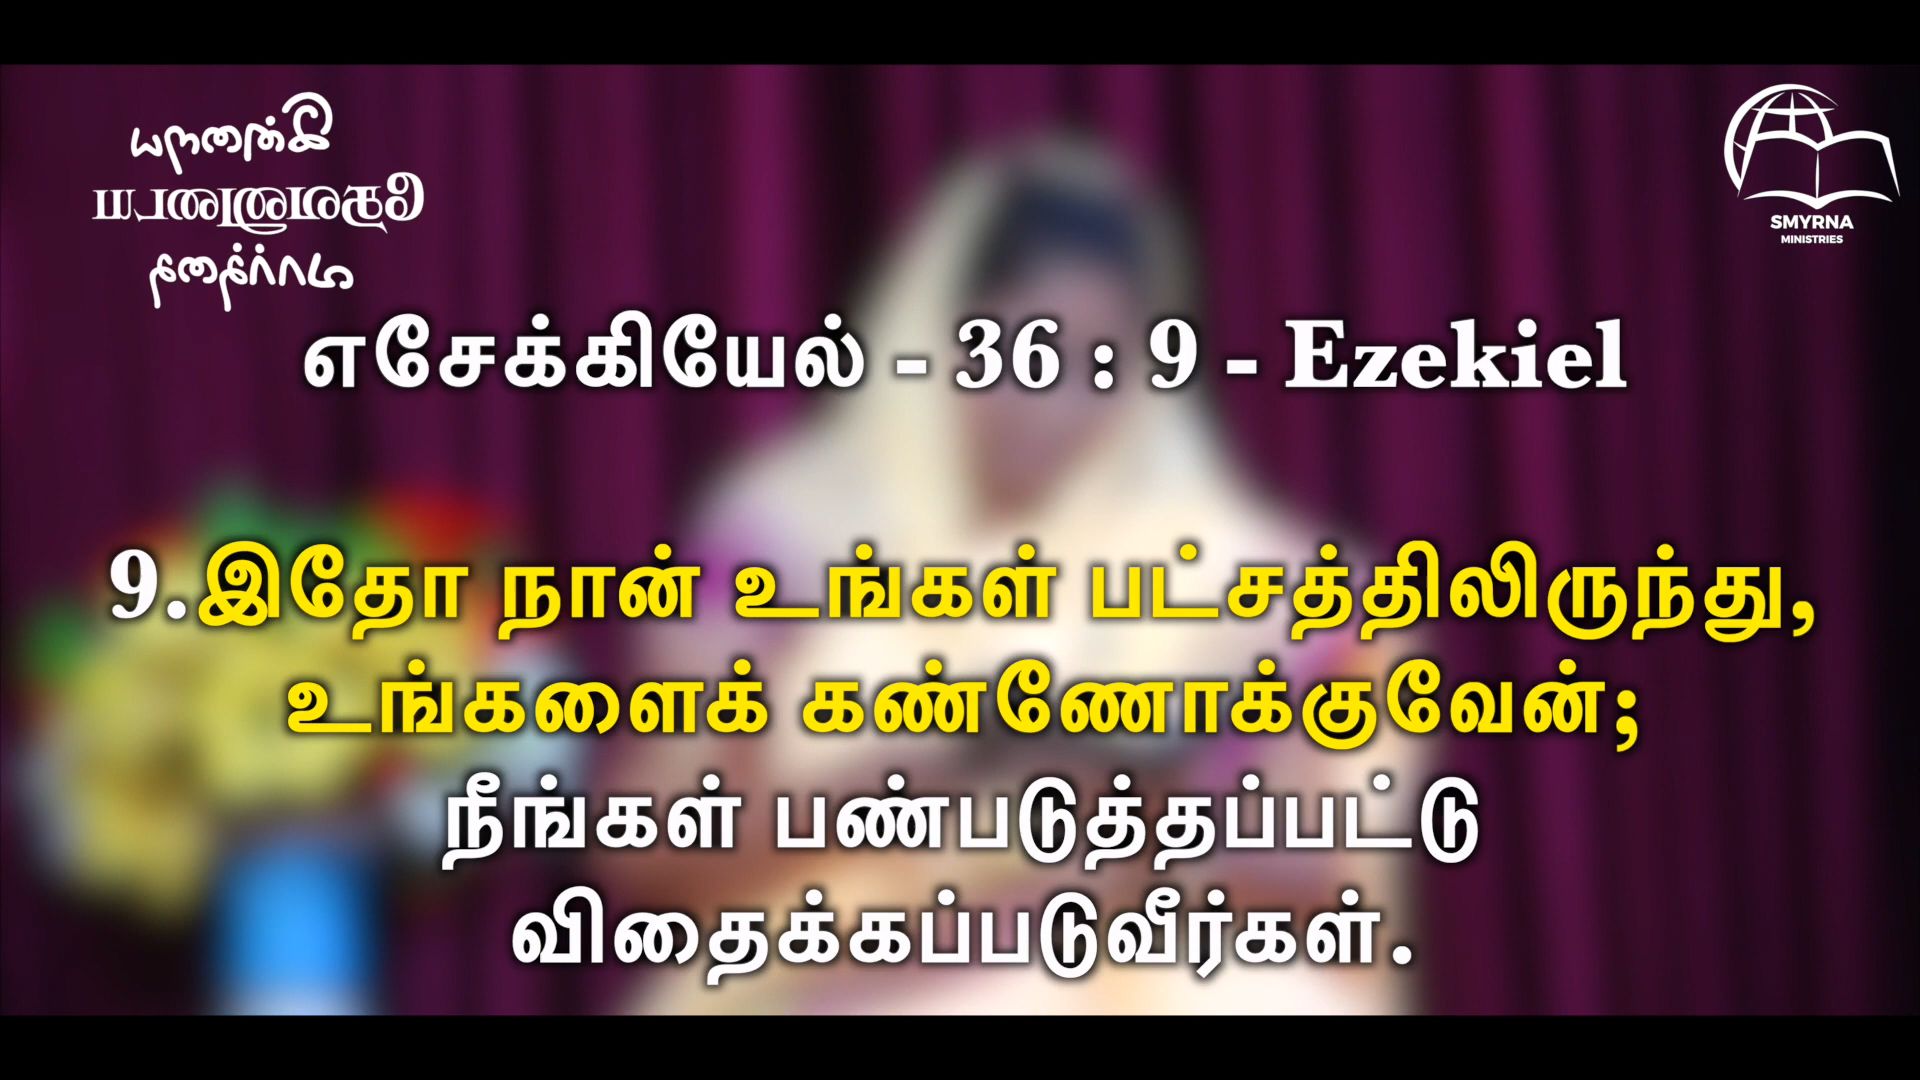 SMYRNA
MINISTRIES
எசேக்கியேல் - 36 : 9 - Ezekiel
9.இதோ நான் உங்கள் பட்சத்திலிருந்து,
உங்களைக் கண்ணோக்குவேன்;
நீங்கள் பண்படுத்தப்பட்டு
விதைக்கப்படுவீர்கள்.